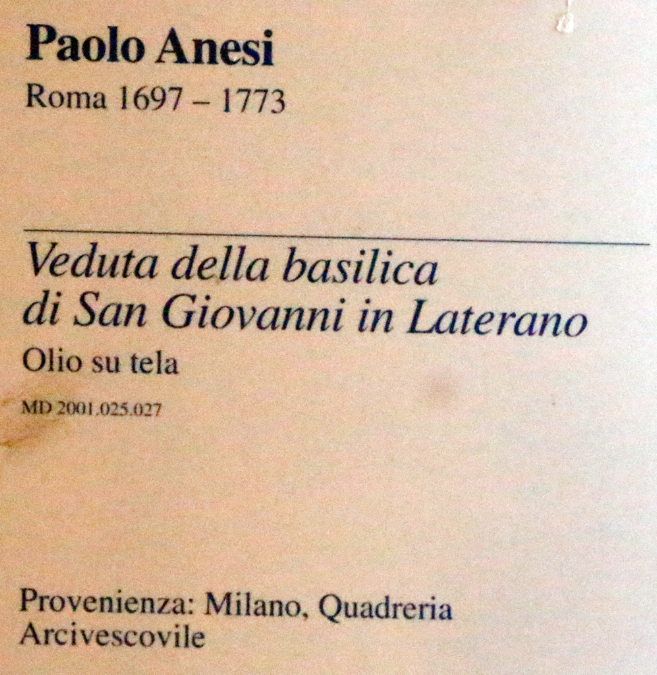 Paolo Anesi
Roma 1697 – 1773
Veduta della basilica
di San Giovanni in Laterano
Olio su tela
MD 2001.025.027
Provenienza: Milano, Quadreria
Arcivescovile